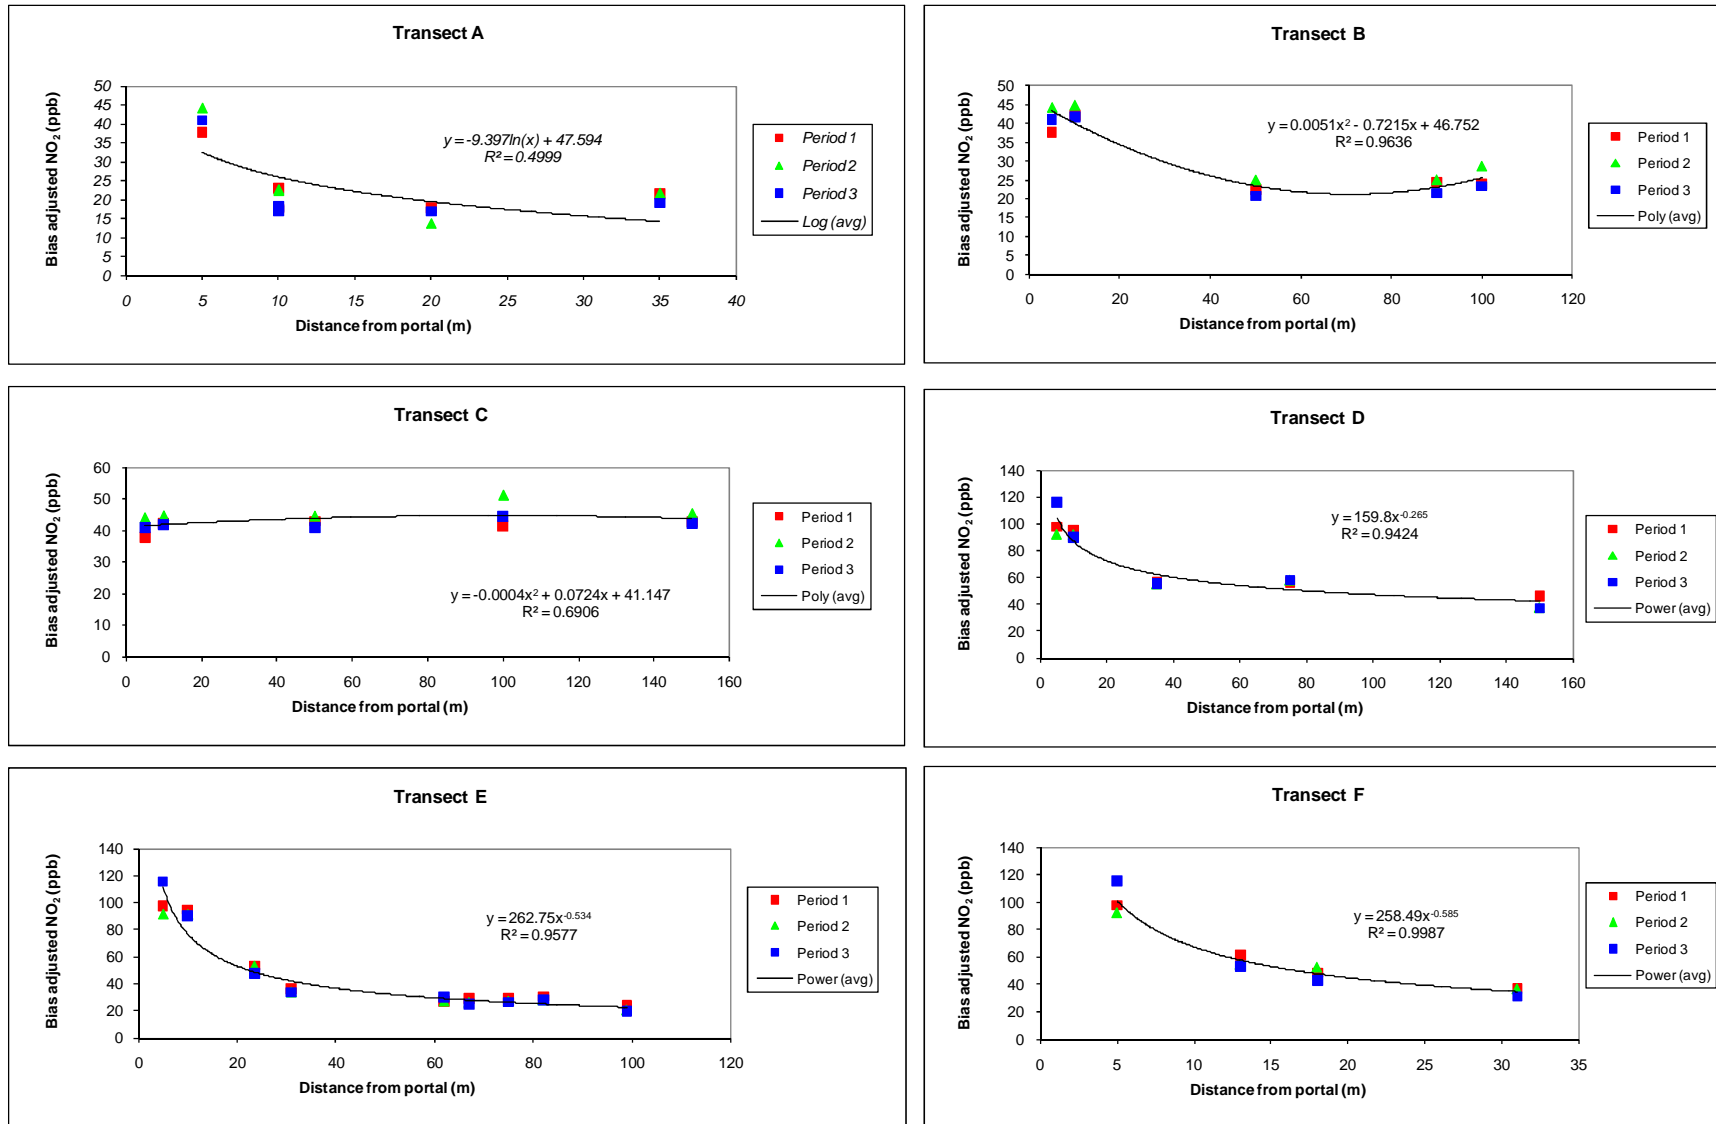 Transect A
Bias adjusted NO₂ (ppb)
50
45
40
35
30
25
20
15
10
5
0
y = -9.397ln(x) + 47.594
R² = 0.4999
0 5 10 15 20 25 30 35 40
Distance from portal (m)
Period 1
Period 2
Period 3
Log (avg)
Transect B
Bias adjusted NO₂ (ppb)
50
45
40
35
30
25
20
15
10
5
0
y = 0.0051x² - 0.7215x + 46.752
R² = 0.9636
0 20 40 60 80 100 120
Distance from portal (m)
Period 1
Period 2
Period 3
Poly (avg)
Transect C
Bias adjusted NO₂ (ppb)
60
50
40
30
20
10
0
y = -0.0004x² + 0.0724x + 41.147
R² = 0.6906
0 20 40 60 80 100 120 140 160
Distance from portal (m)
Period 1
Period 2
Period 3
Poly (avg)
Transect D
Bias adjusted NO₂ (ppb)
140
120
100
80
60
40
20
0
y = 159.8x⁻⁰·²⁶⁵
R² = 0.9424
0 20 40 60 80 100 120 140 160
Distance from portal (m)
Period 1
Period 2
Period 3
Power (avg)
Transect E
Bias adjusted NO₂ (ppb)
140
120
100
80
60
40
20
0
y = 262.75x⁻⁰·⁵³⁴
R² = 0.9577
0 20 40 60 80 100 120
Distance from portal (m)
Period 1
Period 2
Period 3
Power (avg)
Transect F
Bias adjusted NO₂ (ppb)
140
120
100
80
60
40
20
0
y = 258.49x⁻⁰·⁵⁸⁵
R² = 0.9987
0 5 10 15 20 25 30 35
Distance from portal (m)
Period 1
Period 2
Period 3
Power (avg)